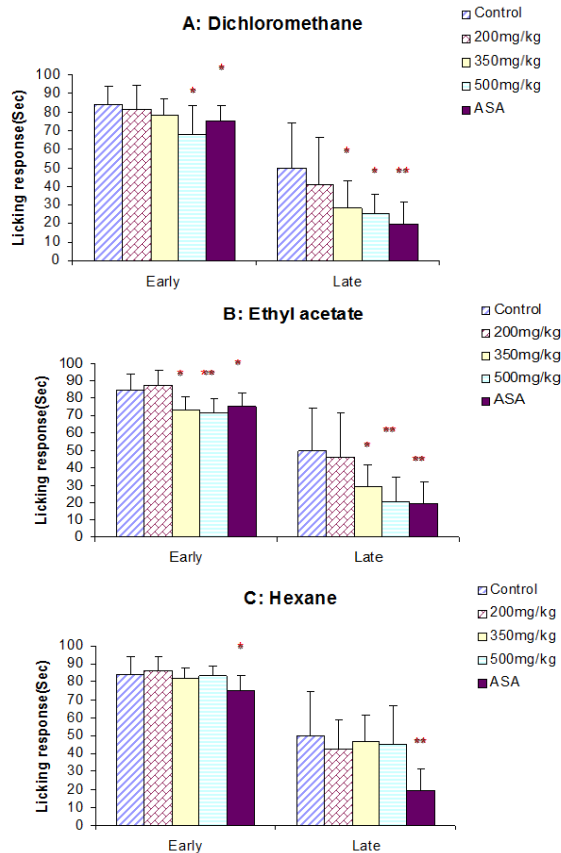 A: Dichloromethane
Control
200mg/kg
350mg/kg
500mg/kg
ASA
Licking response(Sec)
100
90
80
70
60
50
40
30
20
10
0
* * * * **
Early Late
B: Ethyl acetate
Control
200mg/kg
350mg/kg
500mg/kg
ASA
Licking response(Sec)
100
90
80
70
60
50
40
30
20
10
0
* ** * * ** **
Early Late
C: Hexane
Control
200mg/kg
350mg/kg
500mg/kg
ASA
Licking response(Sec)
100
90
80
70
60
50
40
30
20
10
0
* **
Early Late